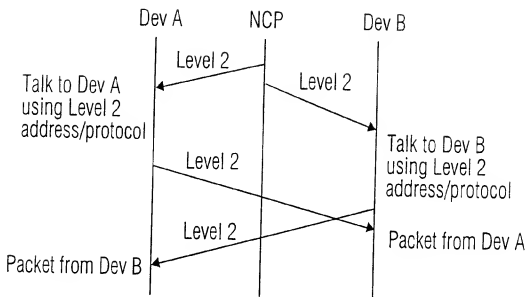 Dev A
NCP
Dev B
Level 2
Level 2
Talk to Dev A
using Level 2
address/protocol
Talk to Dev B
using Level 2
address/protocol
Level 2
Level 2
Packet from Dev A
Packet from Dev B